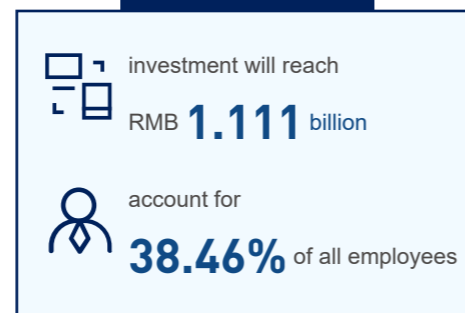 investment will reach
RMB 1.111 billion
account for
38.46% of all employees